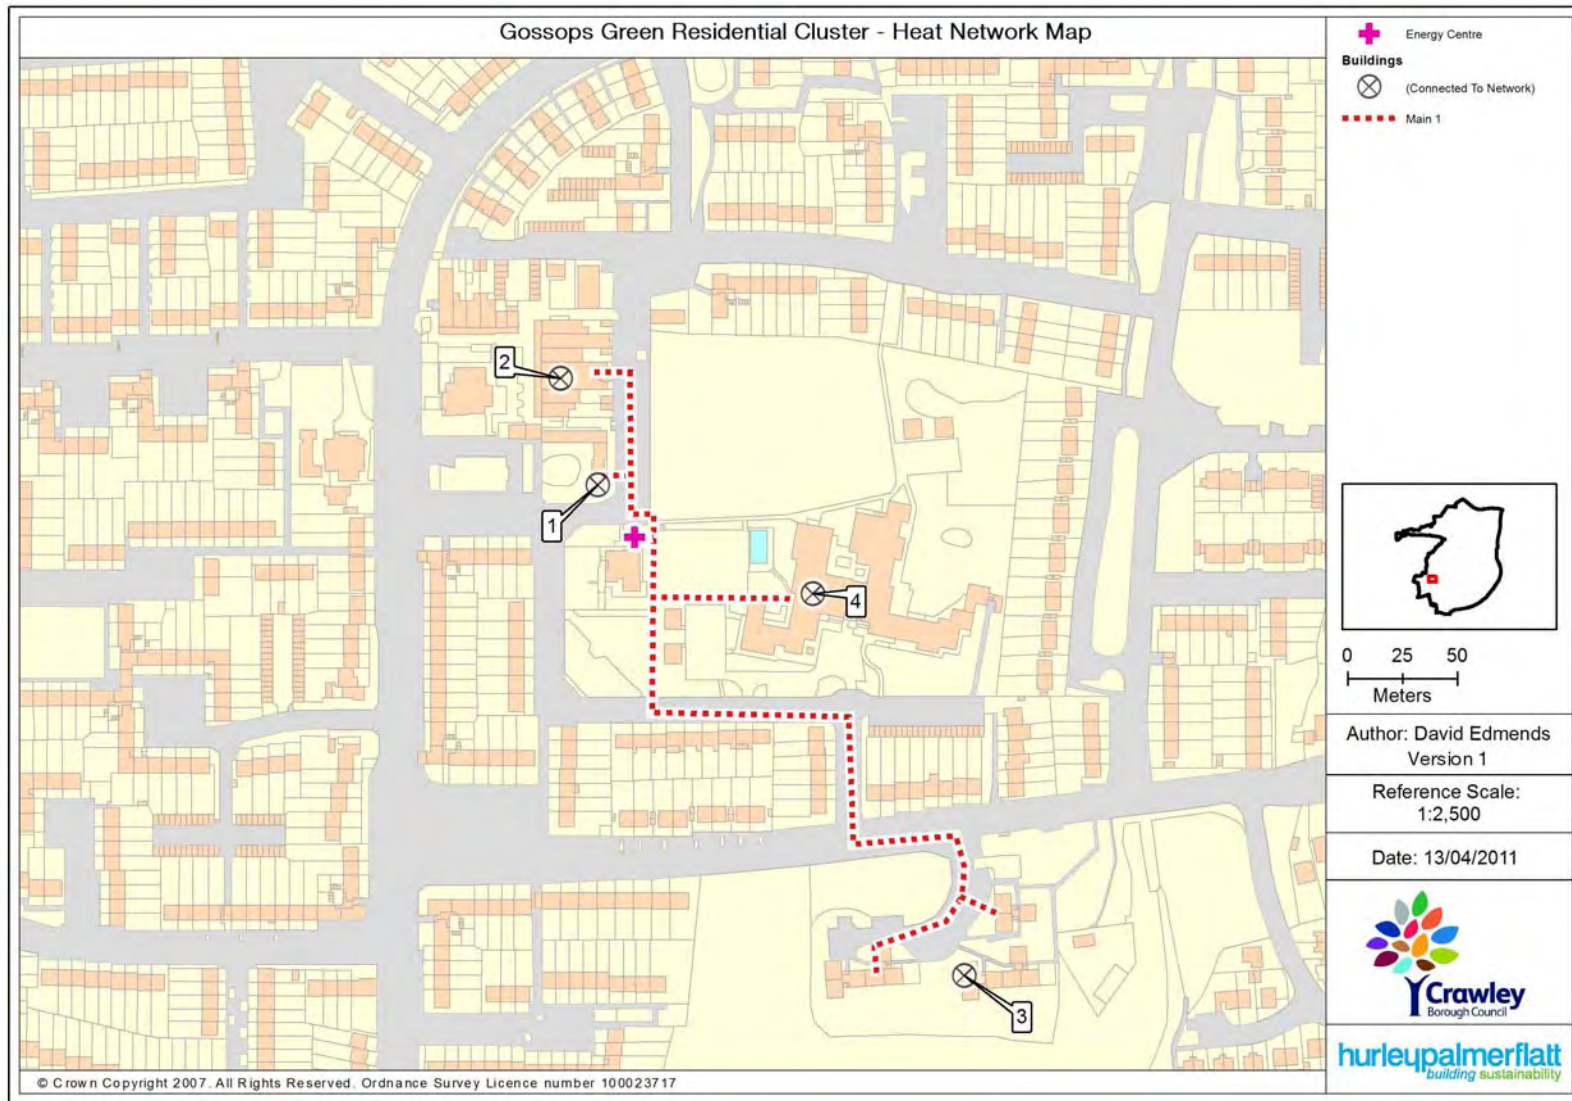 Gossops Green Residential Cluster - Heat Network Map
Energy Centre
Buildings
(Connected To Network)
Main 1
2
1
4
3
0 25 50
Meters
Author: David Edmends
Version 1
Reference Scale:
1:2,500
Date: 13/04/2011
Crawley
Borough Council
hurleypalmerflatt
building sustainability
© Crown Copyright 2007. All Rights Reserved. Ordnance Survey Licence number 100023717